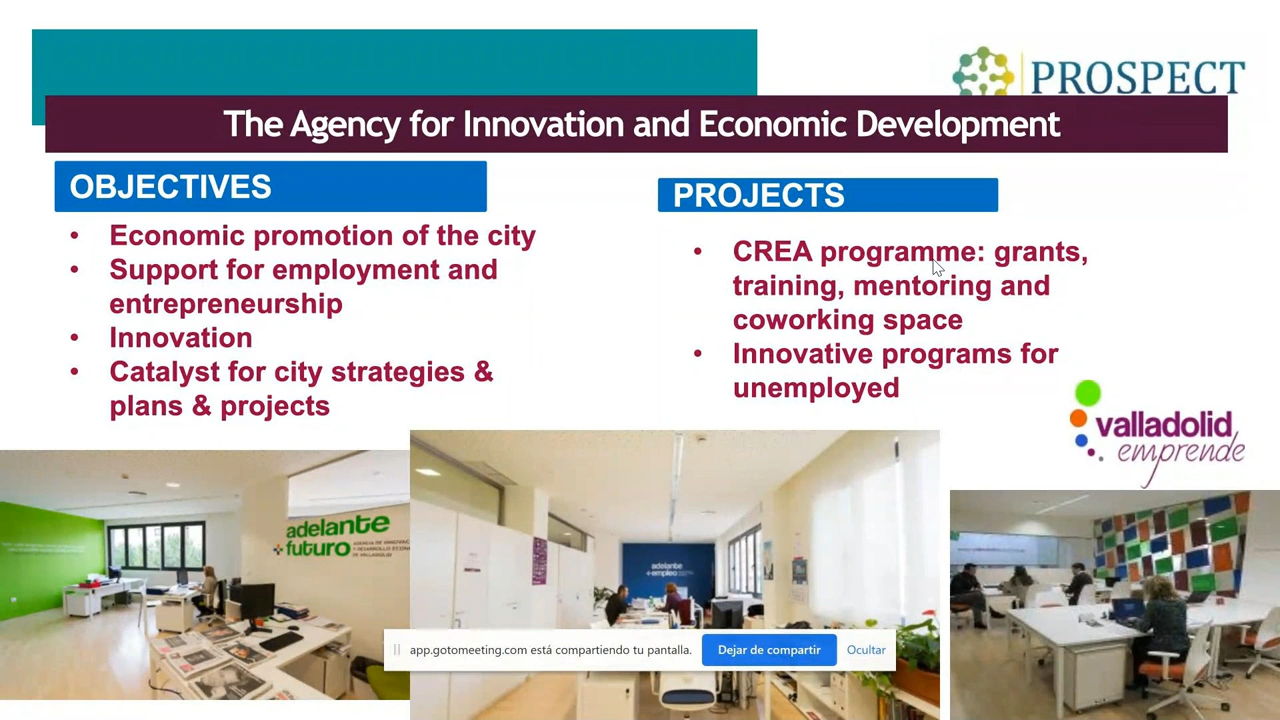 PROSPECT
The Agency for Innovation and Economic Development
OBJECTIVES
• Economic promotion of the city
• Support for employment and
entrepreneurship
• Innovation
• Catalyst for city strategies &
plans & projects
PROJECTS
• CREA programme: grants,
training, mentoring and
coworking space
• Innovative programs for
unemployed
valladolid
emprende
adelante
+futuro
adelante
+empleo
app.gotomeeting.com está compartiendo tu pantalla.
Dejar de compartir
Ocultar